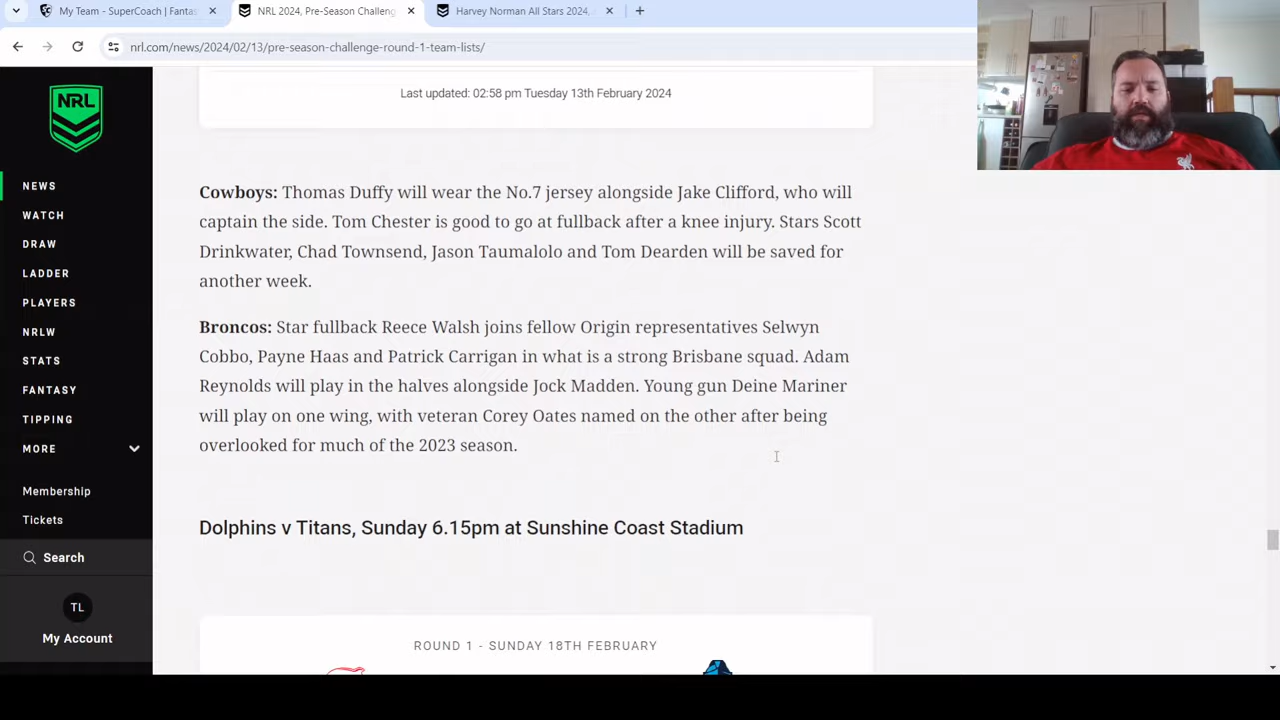 My Team - SuperCoach | Fantas
NRL 2024, Pre-Season Challeng
Harvey Norman All Stars 2024,
nrl.com/news/2024/02/13/pre-season-challenge-round-1-team-lists/
NRL
NEWS
WATCH
DRAW
LADDER
PLAYERS
NRLW
STATS
FANTASY
TIPPING
MORE
Membership
Tickets
Search
TL
My Account
Last updated: 02:58 pm Tuesday 13th February 2024
Cowboys: Thomas Duffy will wear the No.7 jersey alongside Jake Clifford, who will
captain the side. Tom Chester is good to go at fullback after a knee injury. Stars Scott
Drinkwater, Chad Townsend, Jason Taumalolo and Tom Dearden will be saved for
another week.
Broncos: Star fullback Reece Walsh joins fellow Origin representatives Selwyn
Cobbo, Payne Haas and Patrick Carrigan in what is a strong Brisbane squad. Adam
Reynolds will play in the halves alongside Jock Madden. Young gun Deine Mariner
will play on one wing, with veteran Corey Oates named on the other after being
overlooked for much of the 2023 season.
Dolphins v Titans, Sunday 6.15pm at Sunshine Coast Stadium
ROUND 1 - SUNDAY 18TH FEBRUARY